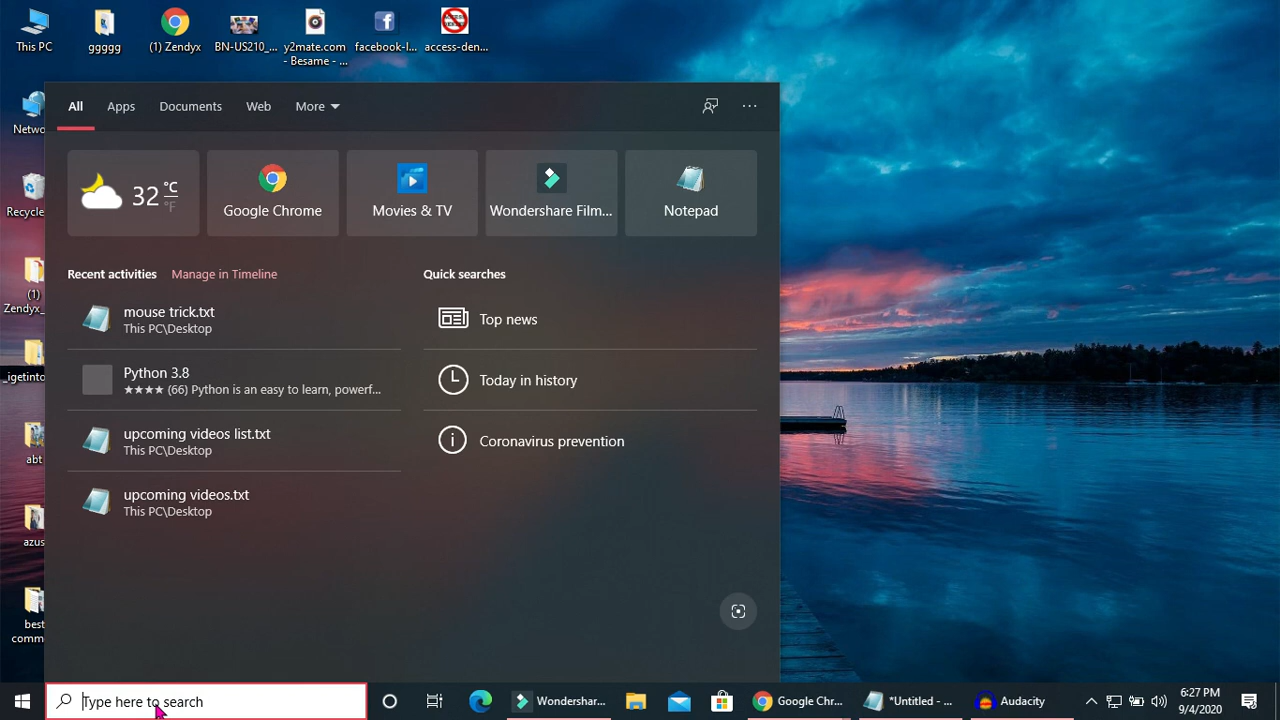 This PC
ggggg
(1) Zendyx
BN-US210_...
y2mate.com
- Besame - ...
facebook-l...
access-den...
Netwo
Recycle
(1)
Zendyx_
_igetinto
abt
azus
best
comm
All
Apps
Documents
Web
More
32 °C
°F
Google Chrome
Movies & TV
Wondershare Film...
Notepad
Recent activities
Manage in Timeline
mouse trick.txt
This PC\Desktop
Python 3.8
★★★★ (66) Python is an easy to learn, powerf...
upcoming videos list.txt
This PC\Desktop
upcoming videos.txt
This PC\Desktop
Quick searches
Top news
Today in history
Coronavirus prevention
Type here to search
Wondershar...
Google Chr...
*Untitled - ...
Audacity
6:27 PM
9/4/2020